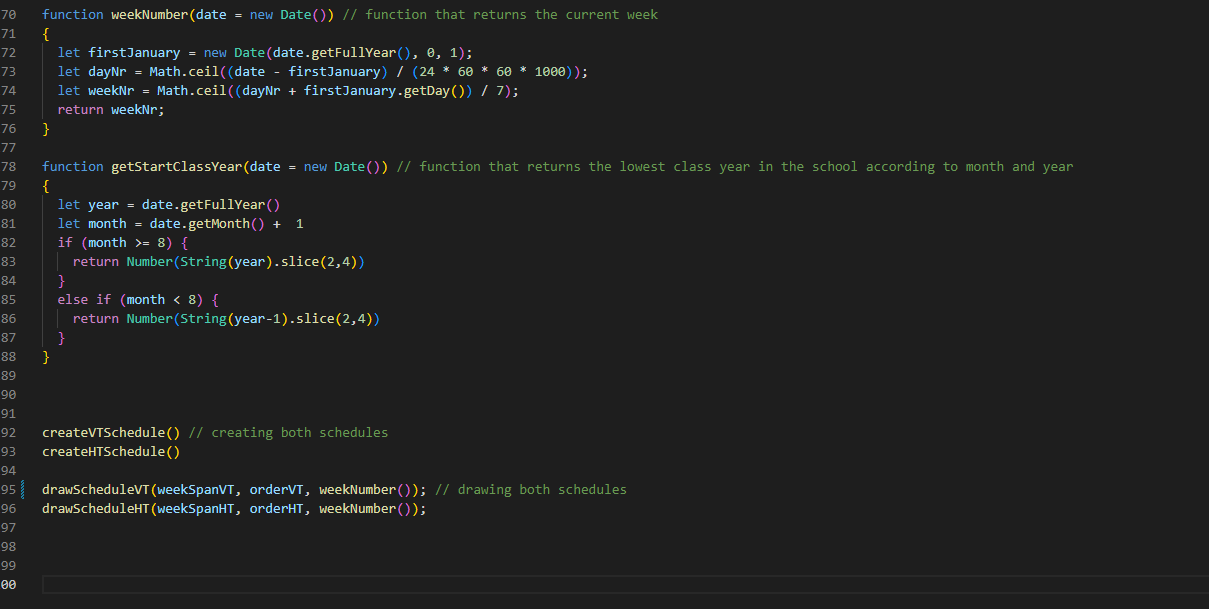 70 function weekNumber(date = new Date()) // function that returns the current week
71 {
72 let firstJanuary = new Date(date.getFullYear(), 0, 1);
73 let dayNr = Math.ceil((date - firstJanuary) / (24 * 60 * 60 * 1000));
74 let weekNr = Math.ceil((dayNr + firstJanuary.getDay()) / 7);
75 return weekNr;
76 }
77
78 function getStartClassYear(date = new Date()) // function that returns the lowest class year in the school according to month and year
79 {
80 let year = date.getFullYear()
81 let month = date.getMonth() +  1
82 if (month >= 8) {
83 return Number(String(year).slice(2,4))
84 }
85 else if (month < 8) {
86 return Number(String(year-1).slice(2,4))
87 }
88 }
89
90
91
92 createVTSchedule() // creating both schedules
93 createHTSchedule()
94
95 drawScheduleVT(weekSpanVT, orderVT, weekNumber()); // drawing both schedules
96 drawScheduleHT(weekSpanHT, orderHT, weekNumber());
97
98
99
00